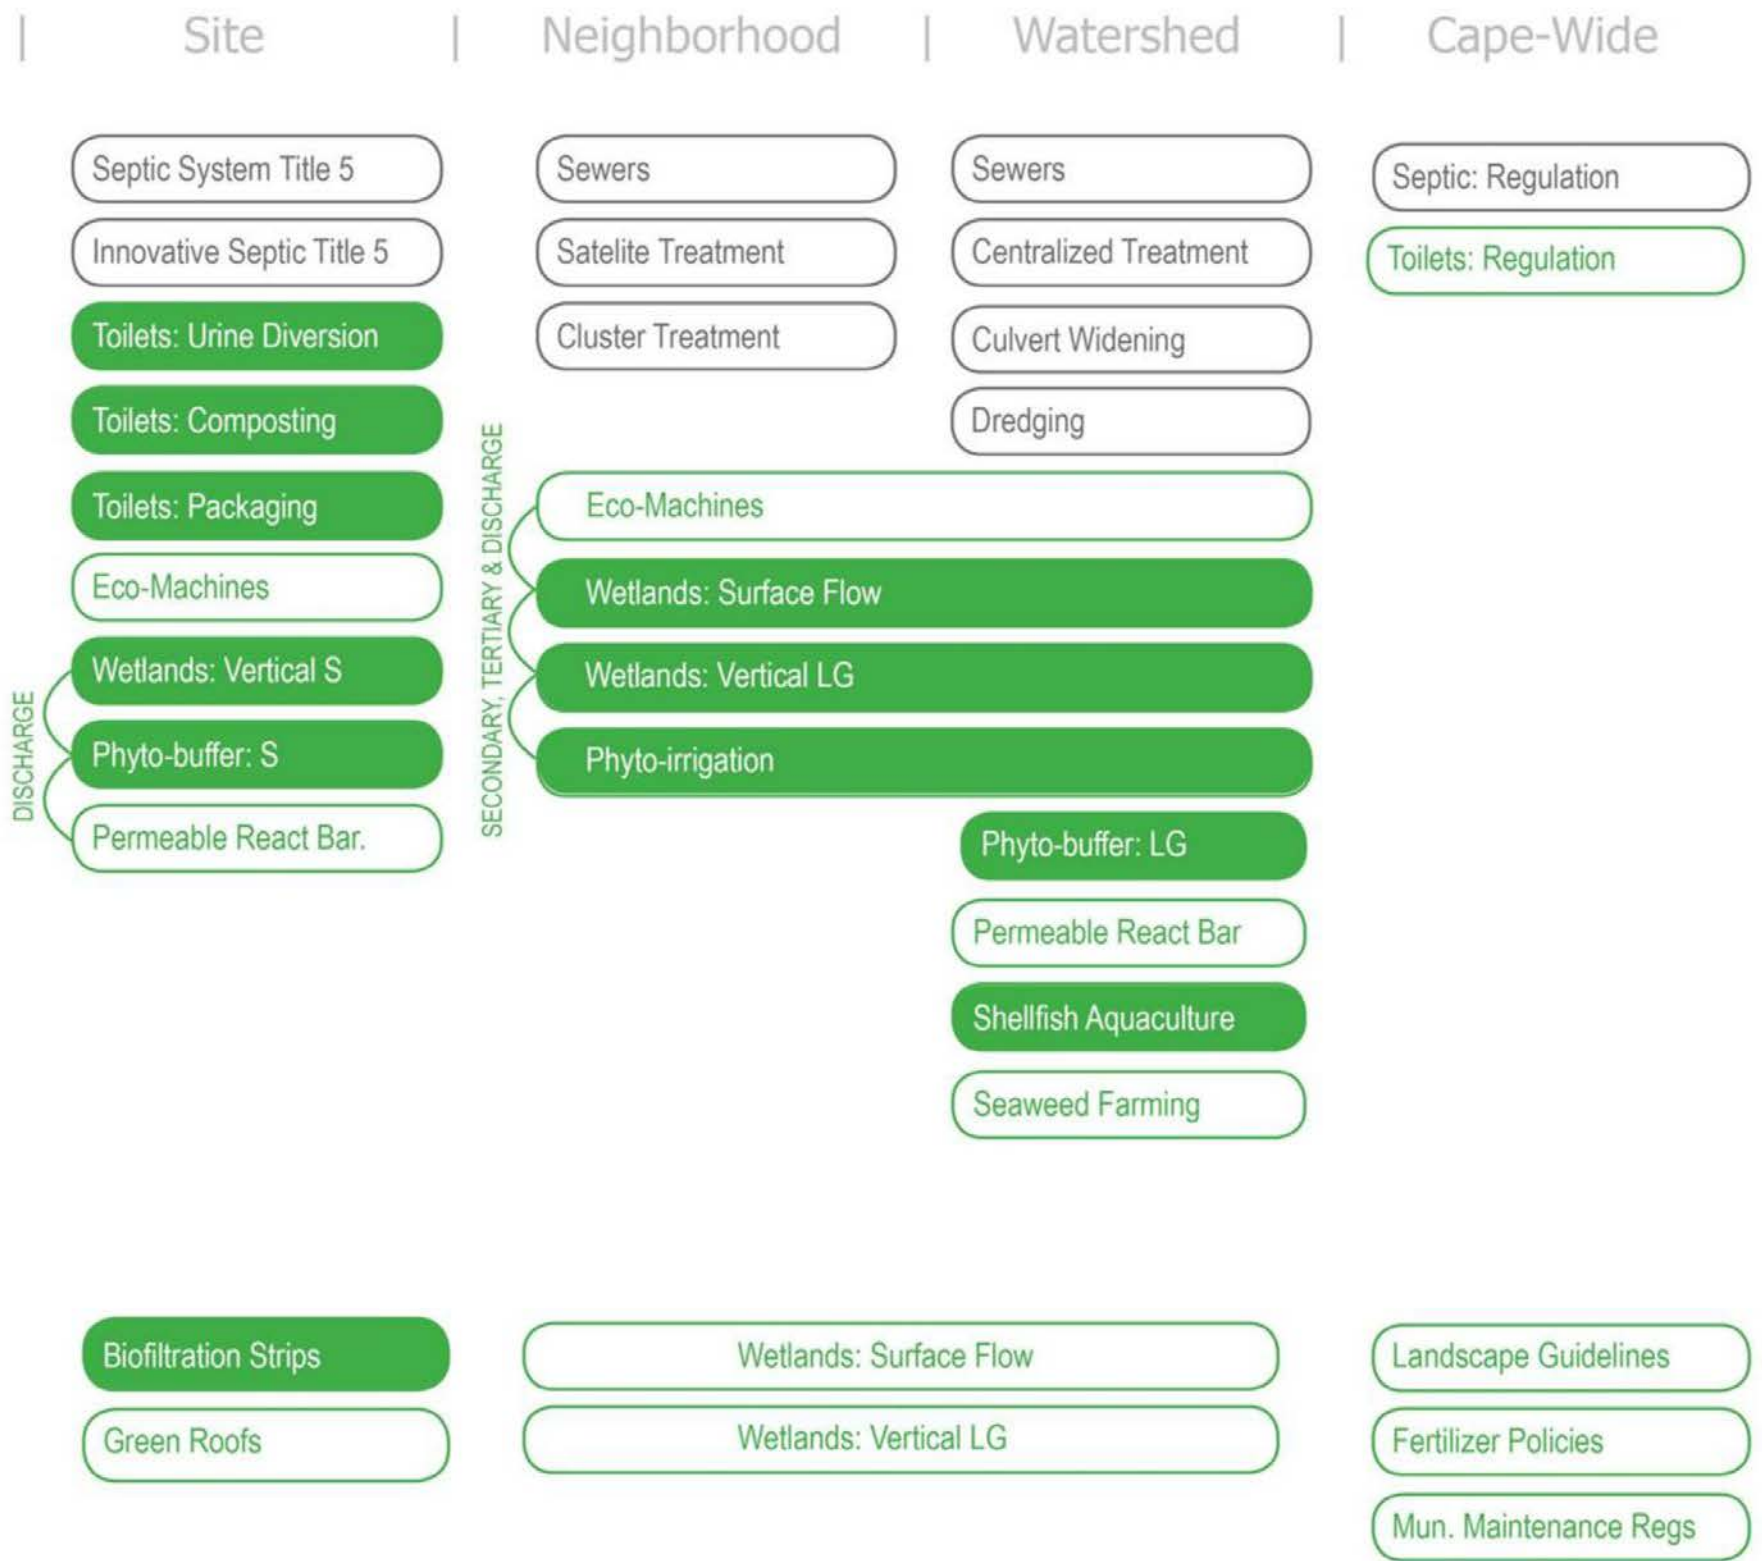 Site
Neighborhood
Watershed
Cape-Wide
Septic System Title 5
Innovative Septic Title 5
Toilets: Urine Diversion
Toilets: Composting
Toilets: Packaging
Eco-Machines
Wetlands: Vertical S
Phyto-buffer: S
Permeable React Bar.
DISCHARGE
Sewers
Satelite Treatment
Cluster Treatment
Sewers
Centralized Treatment
Culvert Widening
Dredging
SECONDARY, TERTIARY & DISCHARGE
Eco-Machines
Wetlands: Surface Flow
Wetlands: Vertical LG
Phyto-irrigation
Phyto-buffer: LG
Permeable React Bar
Shellfish Aquaculture
Seaweed Farming
Septic: Regulation
Toilets: Regulation
Biofiltration Strips
Green Roofs
Wetlands: Surface Flow
Wetlands: Vertical LG
Landscape Guidelines
Fertilizer Policies
Mun. Maintenance Regs